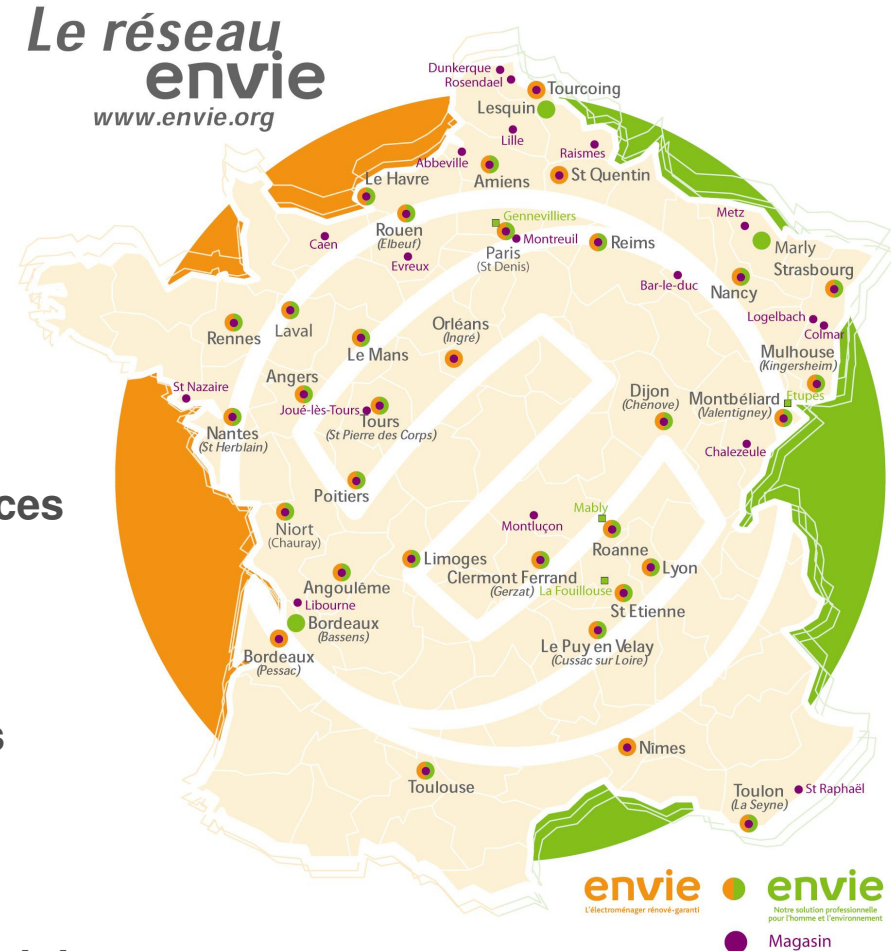 Le réseau
envie
www.envie.org
Dunkerque
Rosendael
Tourcoing
Lesquin
Lille
Raismes
Abbeville
Amiens
St Quentin
Le Havre
Rouen
(Elbeuf)
Gennevilliers
Caen
Evreux
Paris
(St Denis)
Montreuil
Reims
Metz
Marly
Strasbourg
Bar-le-duc
Nancy
Logelbach
Colmar
Mulhouse
(Kingersheim)
Rennes
Laval
Le Mans
Orléans
(Ingré)
Angers
St Nazaire
Joué-lès-Tours
Tours
(St Pierre des Corps)
Nantes
(St Herblain)
Dijon
(Chenove)
Montbéliard
(Valentigney)
Etupes
Chalezeule
Poitiers
ces
Niort
(Chauray)
Montluçon
Mably
Roanne
Limoges
Clermont Ferrand
(Gerzat)
La Fouillouse
Lyon
St Etienne
Angoulême
Libourne
Bordeaux
(Bassens)
Bordeaux
(Pessac)
Le Puy en Velay
(Cussac sur Loire)
s
Nîmes
Toulouse
Toulon
(La Seyne)
St Raphaël
envie
L'électroménager rénové-garanti
envie
Notre solution professionnelle
pour l'homme et l'environnement
Magasin